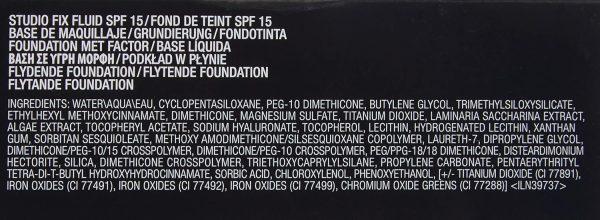 STUDIO FIX FLUID SPF 15/FOND DE TEINT SPF 15
BASE DE MAQUILLAJE/GRUNDIERUNG/FONDOTINTA
FOUNDATION MET FACTOR/BASE LÍQUIDA
ΒΑΣΗ ΣΕ ΥΓΡΗ ΜΟΡΦΗ/PODKŁAD W PŁYNIE
FLYDENDE FOUNDATION/FLYTENDE FOUNDATION
FLYTANDE FOUNDATION
INGREDIENTS: WATER\AQUA\EAU, CYCLOPENTASILOXANE, PEG-10 DIMETHICONE, BUTYLENE GLYCOL, TRIMETHYLSILOXYSILICATE,
ETHYLHEXYL METHOXYCINNAMATE, DIMETHICONE, MAGNESIUM SULFATE, TITANIUM DIOXIDE, LAMINARIA SACCHARINA EXTRACT,
ALGAE EXTRACT, TOCOPHERYL ACETATE, SODIUM HYALURONATE, TOCOPHEROL, LECITHIN, HYDROGENATED LECITHIN, XANTHAN
GUM, SORBITAN SESQUIOLEATE, METHOXY AMODIMETHICONE/SILSESQUIOXANE COPOLYMER, LAURETH-7, DIPROPYLENE GLYCOL,
DIMETHICONE/PEG-10/15 CROSSPOLYMER, DIMETHICONE/PEG-10 CROSSPOLYMER, PEG/PPG-18/18 DIMETHICONE, DISTEARDIMONIUM
HECTORITE, SILICA, DIMETHICONE CROSSPOLYMER, TRIETHOXYCAPRYLYLSILANE, PROPYLENE CARBONATE, PENTAERYTHRITYL
TETRA-DI-T-BUTYL HYDROXYHYDROCINNAMATE, SORBIC ACID, CHLOROXYLENOL, PHENOXYETHANOL, [+/- TITANIUM DIOXIDE (CI 77891),
IRON OXIDES (CI 77491), IRON OXIDES (CI 77492), IRON OXIDES (CI 77499), CHROMIUM OXIDE GREENS (CI 77288)] <ILN39737>